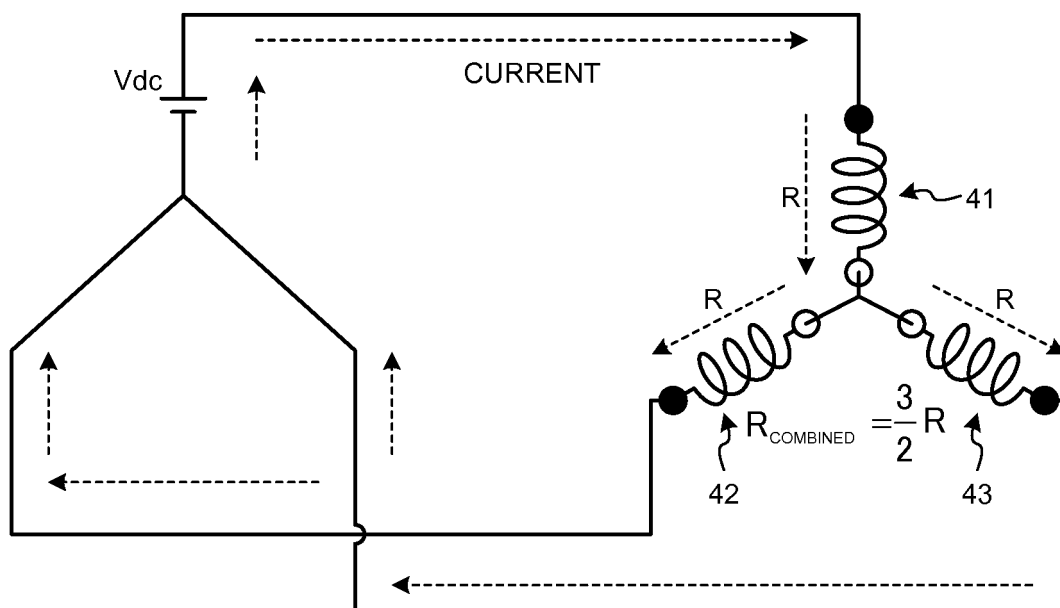 CURRENT
Vdc
R
41
R
R
R COMBINED = 3/2 R
42
43